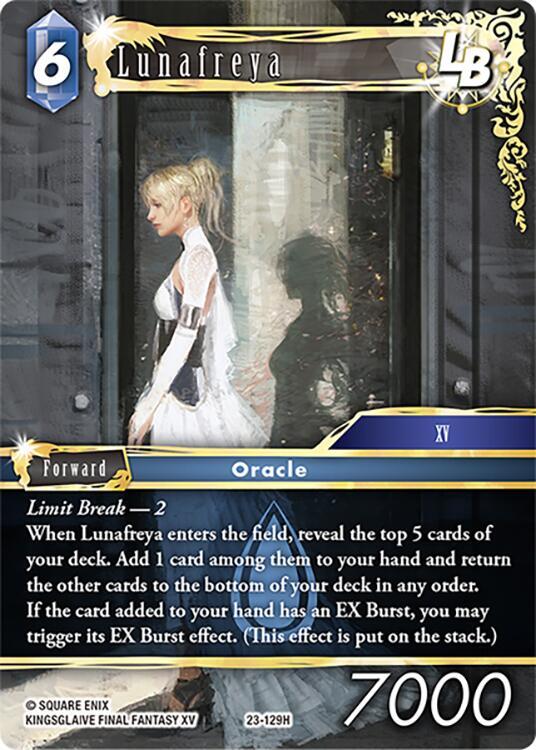 6
Lunafreya
LB
XV
Forward
Oracle
Limit Break — 2
When Lunafreya enters the field, reveal the top 5 cards of
your deck. Add 1 card among them to your hand and return
the other cards to the bottom of your deck in any order.
If the card added to your hand has an EX Burst, you may
trigger its EX Burst effect. (This effect is put on the stack.)
© SQUARE ENIX
KINGSGLAIVE FINAL FANTASY XV
23-129H
7000